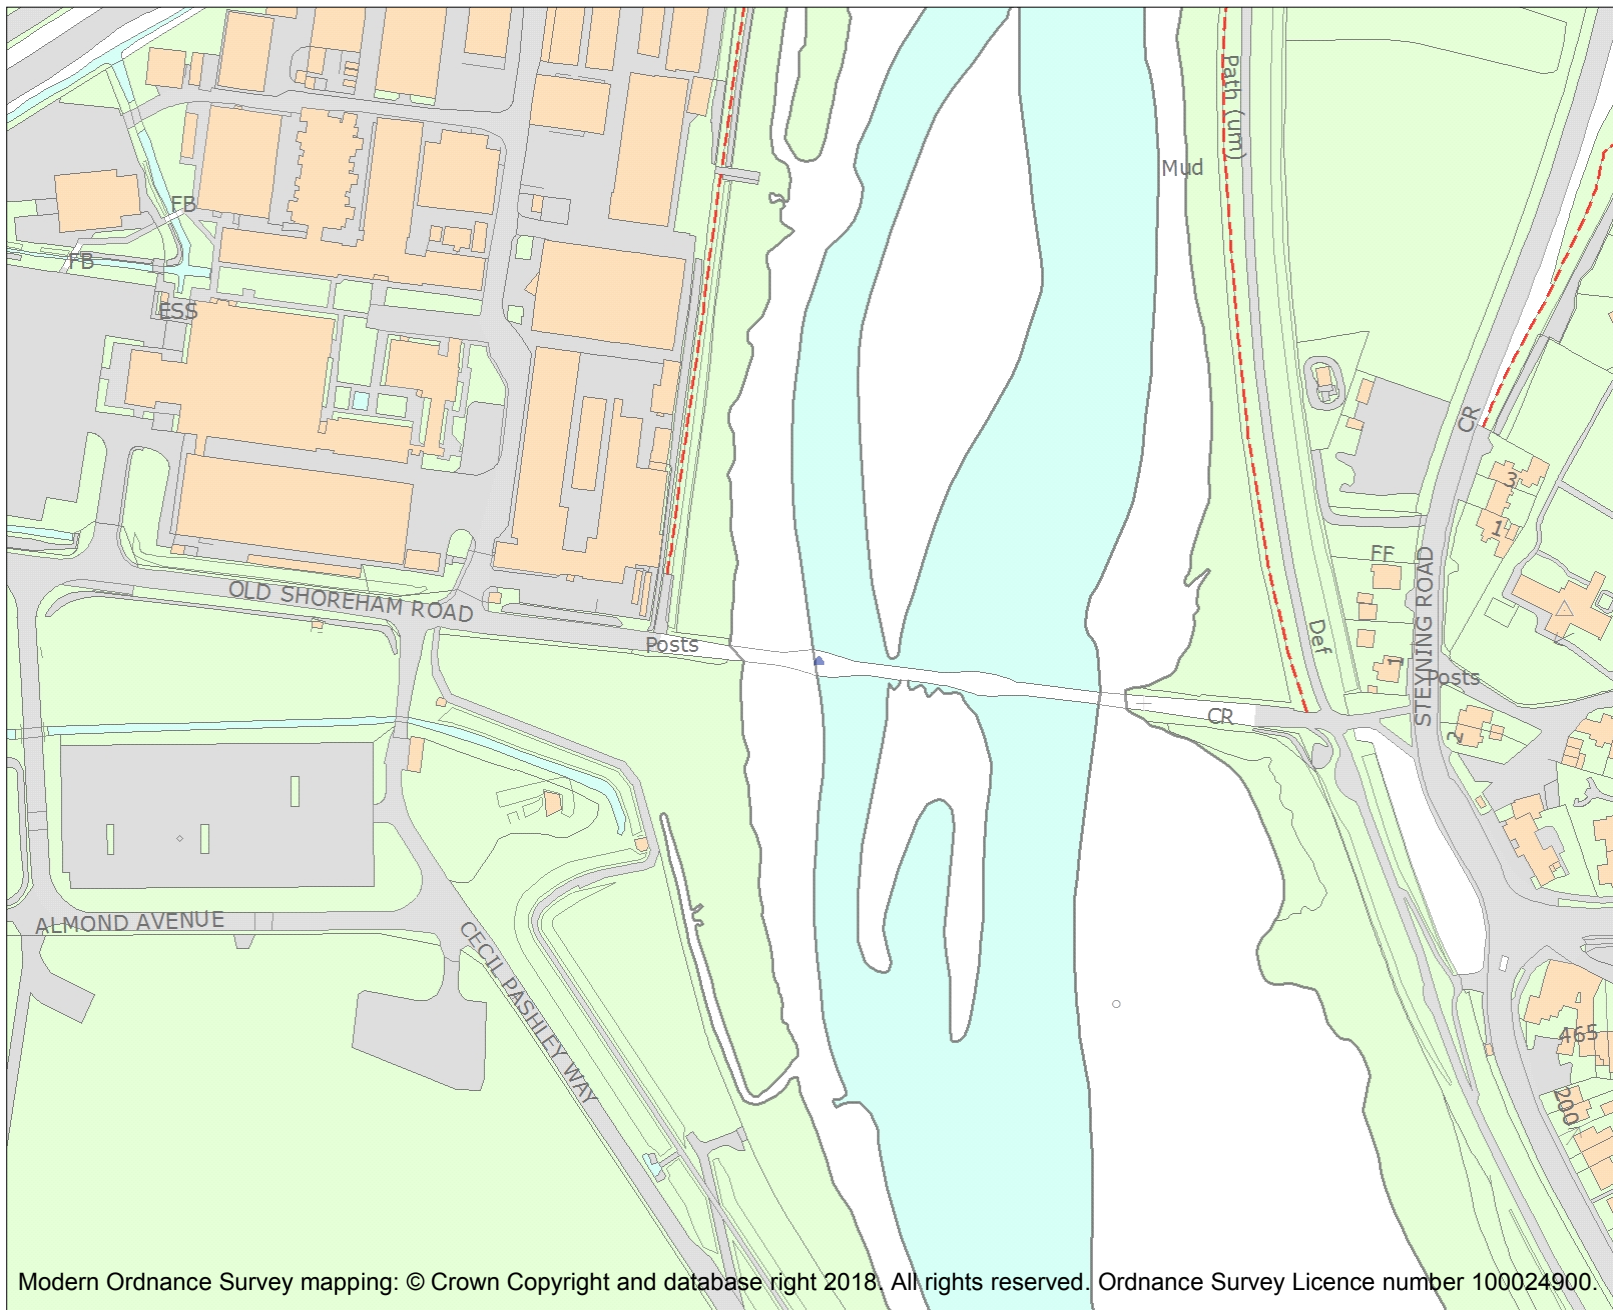 Path (um)
Mud
FB
FB
ESS
CR
3
1
FF
OLD SHOREHAM ROAD
STEYNING ROAD
Def
Posts
1
Posts
CR
2
ALMOND AVENUE
CECIL PASHLEY WAY
465
200
Modern Ordnance Survey mapping: © Crown Copyright and database right 2018. All rights reserved. Ordnance Survey Licence number 100024900.